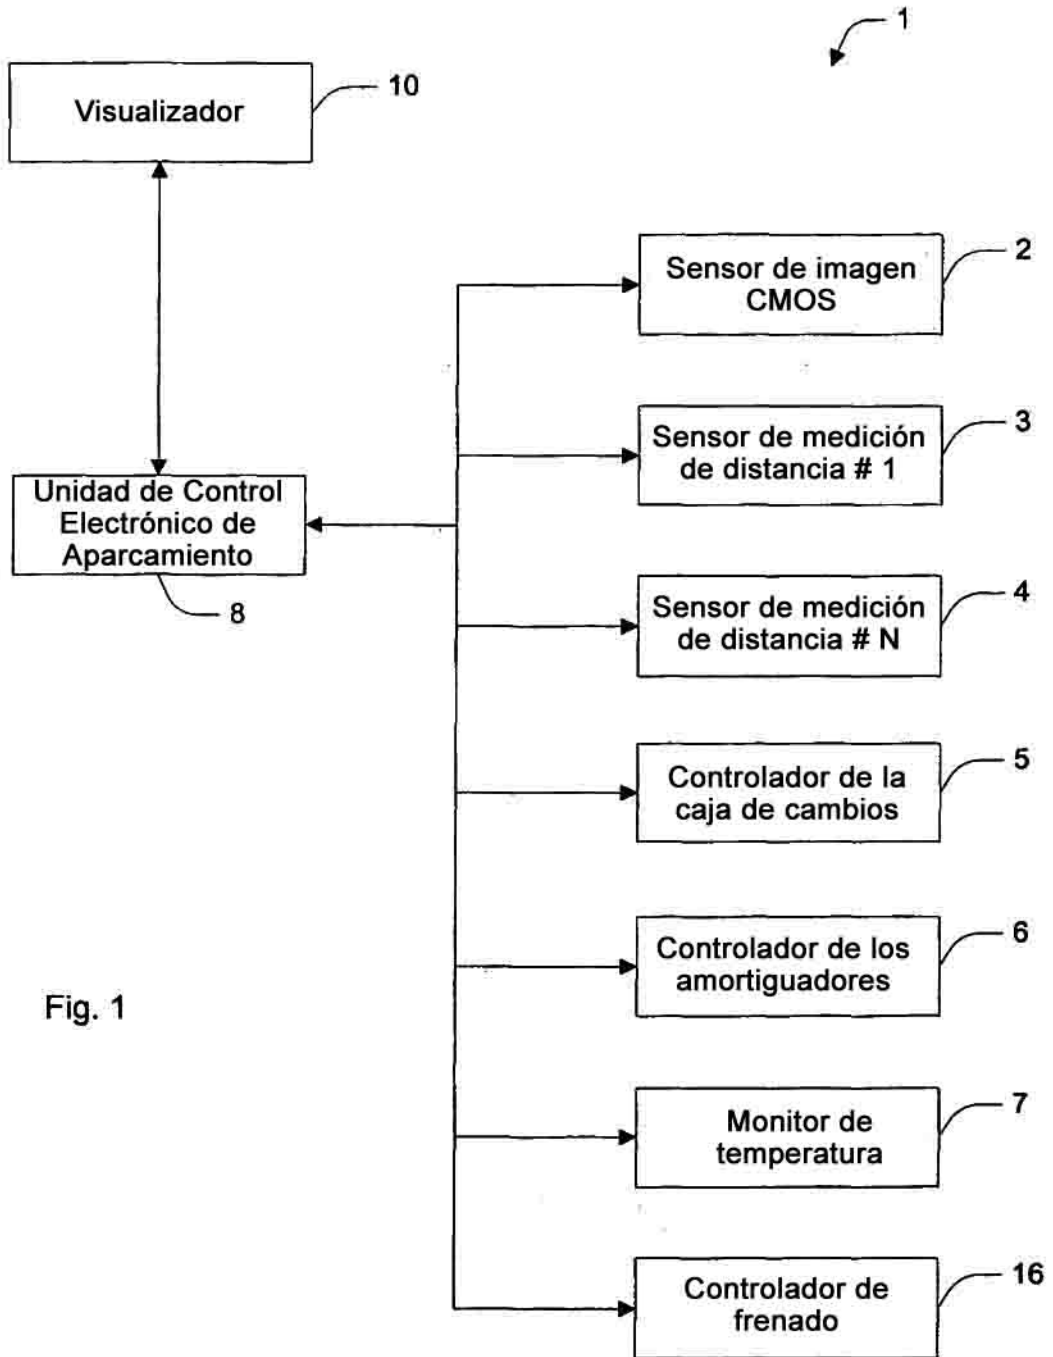 1
Visualizador
10
Sensor de imagen
CMOS
2
Sensor de medición
de distancia # 1
3
Unidad de Control
Electrónico de
Aparcamiento
8
Sensor de medición
de distancia # N
4
Controlador de la
caja de cambios
5
Controlador de los
amortiguadores
6
Fig. 1
Monitor de
temperatura
7
Controlador de
frenado
16